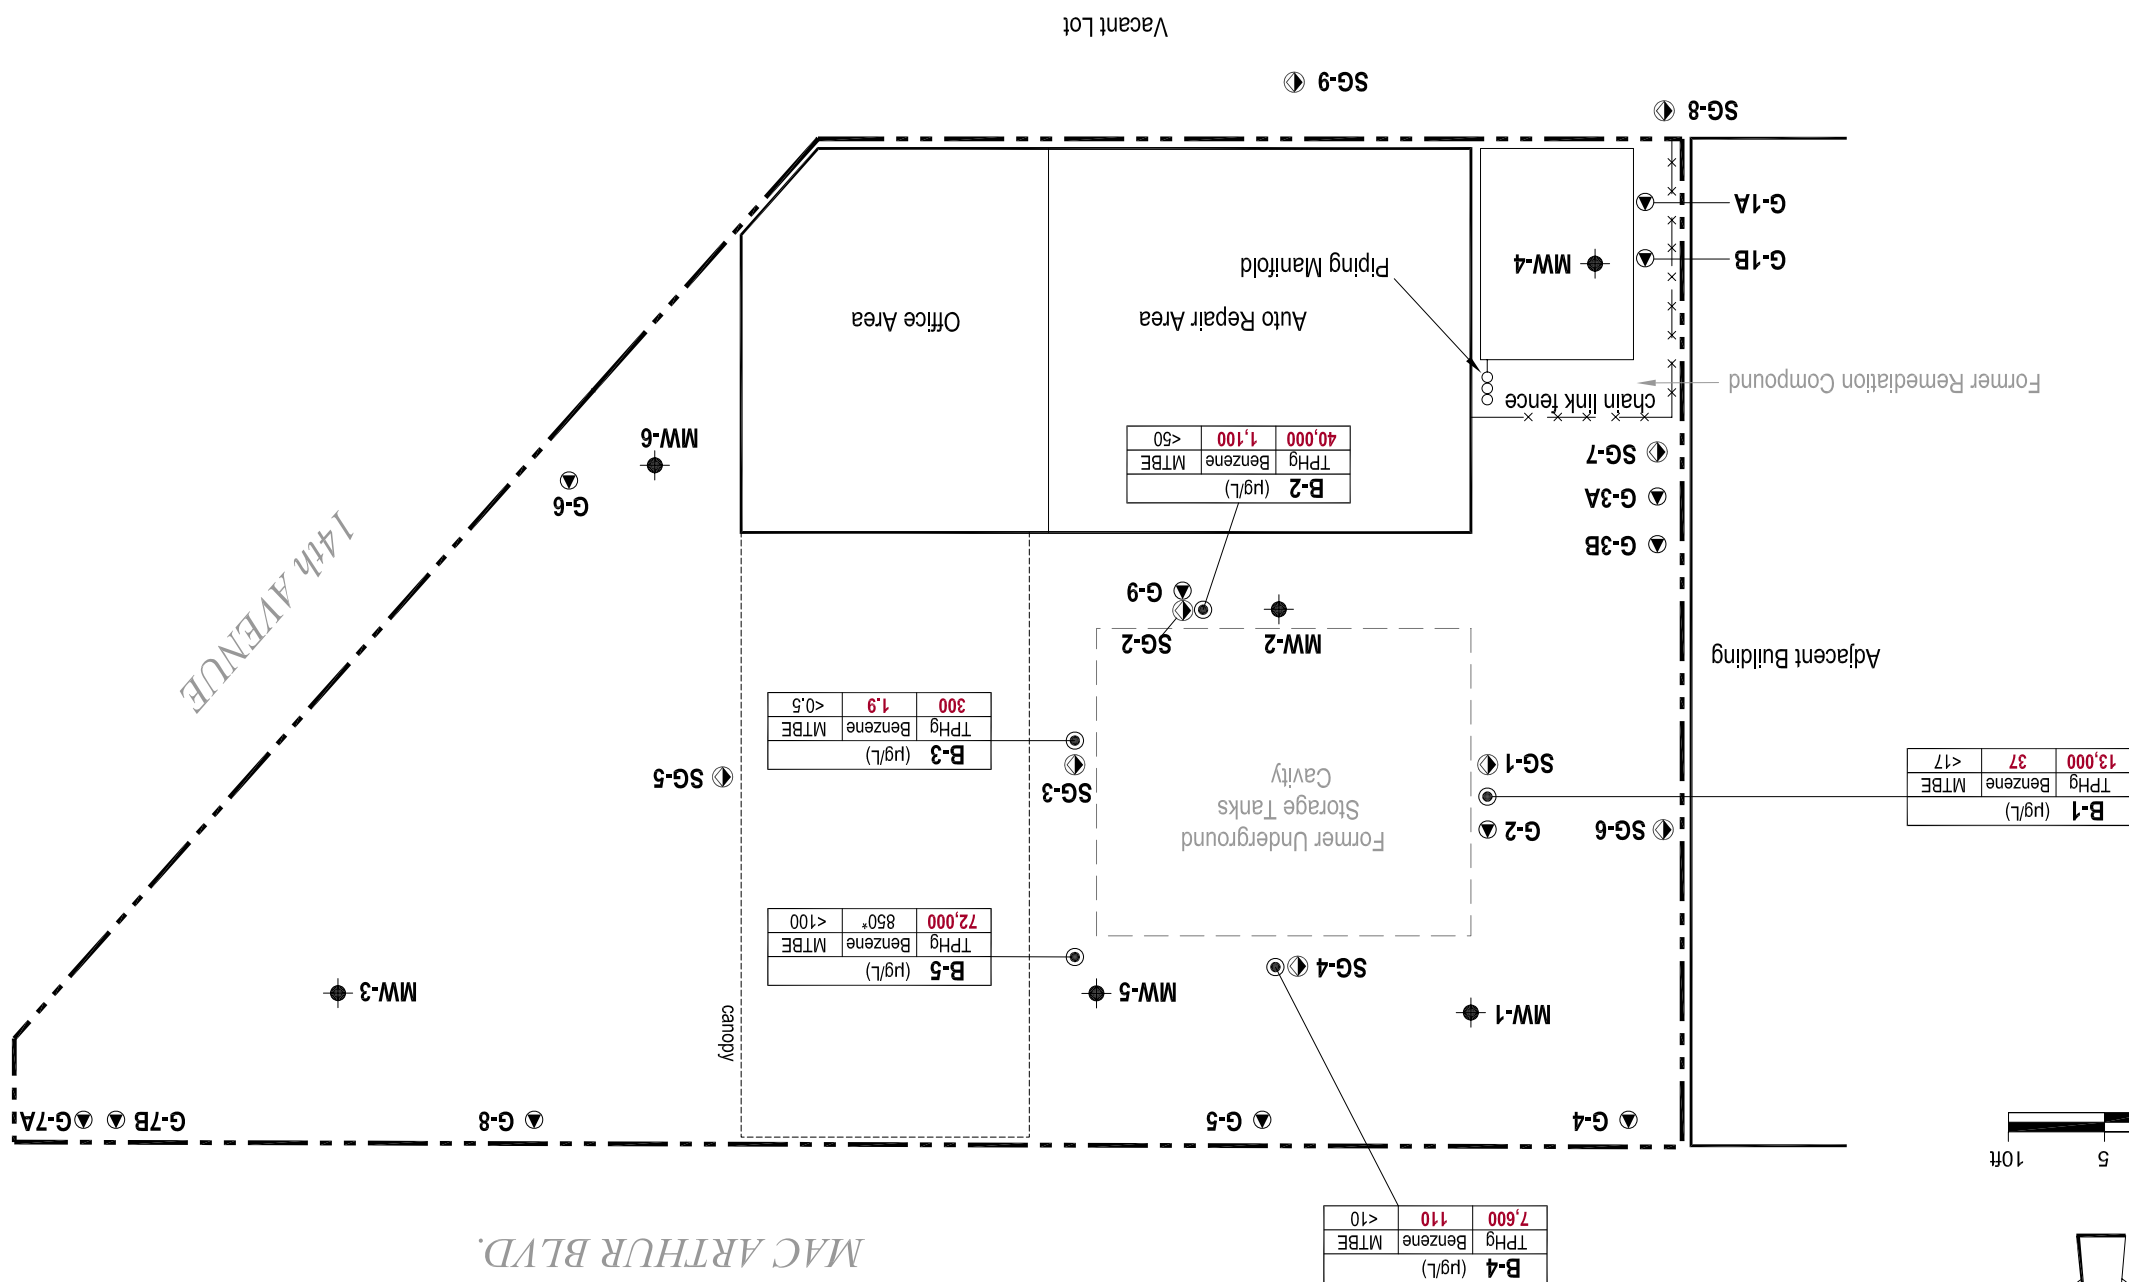 B-4 (µg/L)
TPHg Benzene MTBE
7,600 110 <10
MAC ARTHUR BLVD.
5 10ft
G-4
G-5
G-8
G-7B
G-7A
canopy
MW-1
MW-5
MW-3
SG-4
B-5 (µg/L)
TPHg Benzene MTBE
72,000 850* <100
B-1 (µg/L)
TPHg Benzene MTBE
13,000 37 <17
SG-6
G-2
SG-1
Former Underground
Storage Tanks
Cavity
SG-3
SG-5
B-3 (µg/L)
TPHg Benzene MTBE
300 1.9 <0.5
Adjacent Building
MW-2
SG-2
G-9
14th AVENUE
G-3B
G-3A
SG-7
B-2 (µg/L)
TPHg Benzene MTBE
40,000 1,100 <50
G-6
MW-6
chain link fence
Former Remediation Compound
Auto Repair Area
Office Area
Piping Manifold
MW-4
G-1B
G-1A
SG-8
SG-9
Vacant Lot